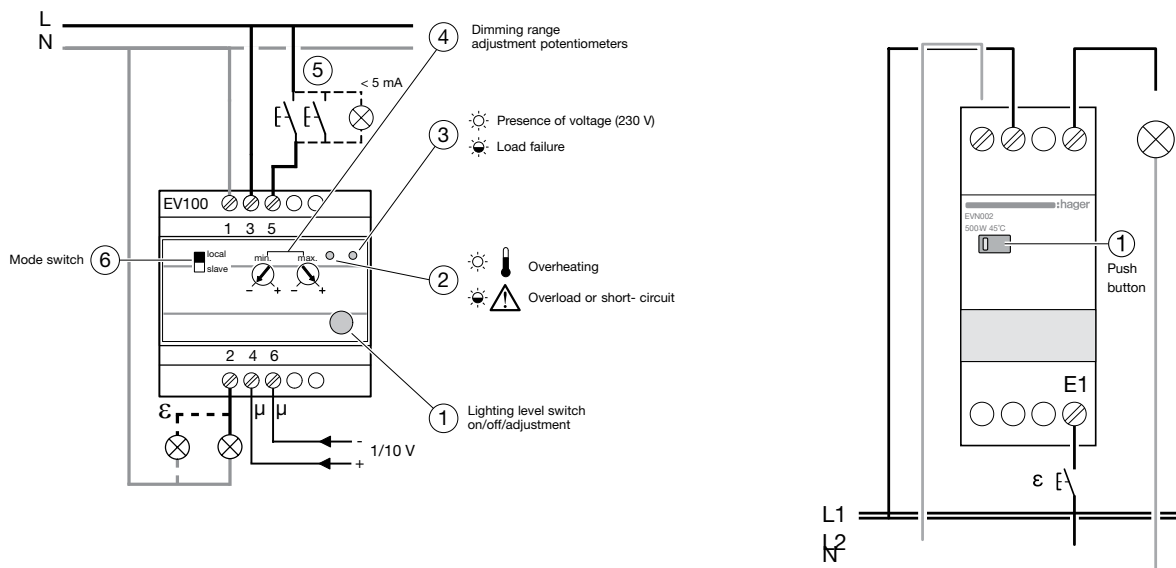 L
N
4
Dimming range
adjustment potentiometers
5
< 5 mA
3
Presence of voltage (230 V)
Load failure
EV100
1 3 5
Mode switch
6
local
slave
min.
max.
- +
- +
2
Overheating
Overload or short- circuit
2 4 6
ε
μ μ
1
Lighting level switch
on/off/adjustment
-
1/10 V
+
:hager
EVN002
500W 45°C
1
Push
button
E1
ε
L1
L2
N